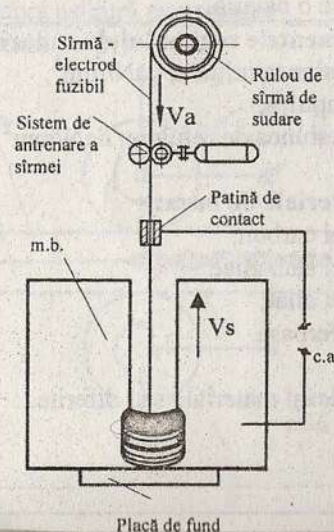 Sîrmă -
electrod
fuzibil
Rulou de
sîrmă de
sudare
Va
Sistem de
antrenare a
sîrmei
Patină de
contact
m.b.
Vs
c.a
Placă de fund